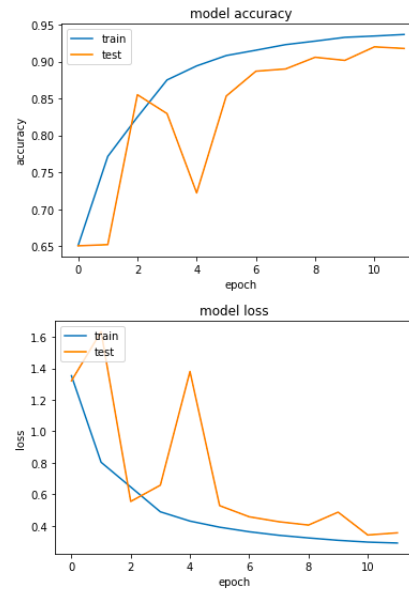 model accuracy
train
test
0.95
0.90
0.85
0.80
0.75
0.70
0.65
accuracy
0 2 4 6 8 10
epoch
model loss
train
test
1.6
1.4
1.2
1.0
0.8
0.6
0.4
loss
0 2 4 6 8 10
epoch